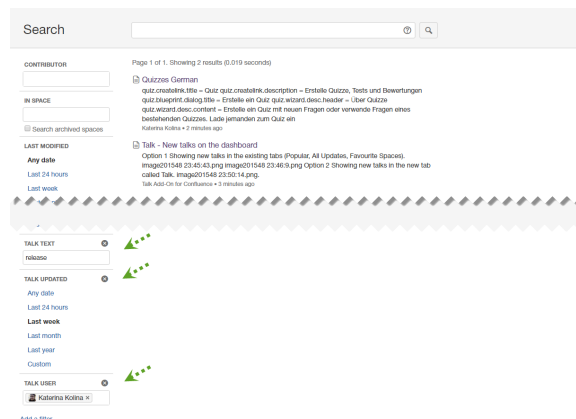 Search
CONTRIBUTOR
IN SPACE
Search archived spaces
LAST MODIFIED
Any date
Last 24 hours
Last week
Page 1 of 1. Showing 2 results (0.019 seconds)
Quizzes German
quiz.createlink.title = Quiz quiz.createlink.description = Erstelle Quizze, Tests und Bewertungen
quiz.blueprint.dialog.title = Erstelle ein Quiz quiz.wizard.desc.header = Über Quizze
quiz.wizard.desc.content = Erstelle ein Quiz mit neuen Fragen oder verwende Fragen eines
bestehenden Quizzes. Lade jemanden zum Quiz ein
Katerina Kolina • 2 minutes ago
Talk - New talks on the dashboard
Option 1 Showing new talks in the existing tabs (Popular, All Updates, Favourite Spaces).
image201548 23:45:43.png image201548 23:46:9.png Option 2 Showing new talks in the new tab
called Talk. image201548 23:50:14.png.
Talk Add-On for Confluence • 3 minutes ago
TALK TEXT
release
TALK UPDATED
Any date
Last 24 hours
Last week
Last month
Last year
Custom
TALK USER
Katerina Kolina ×
Add a filter